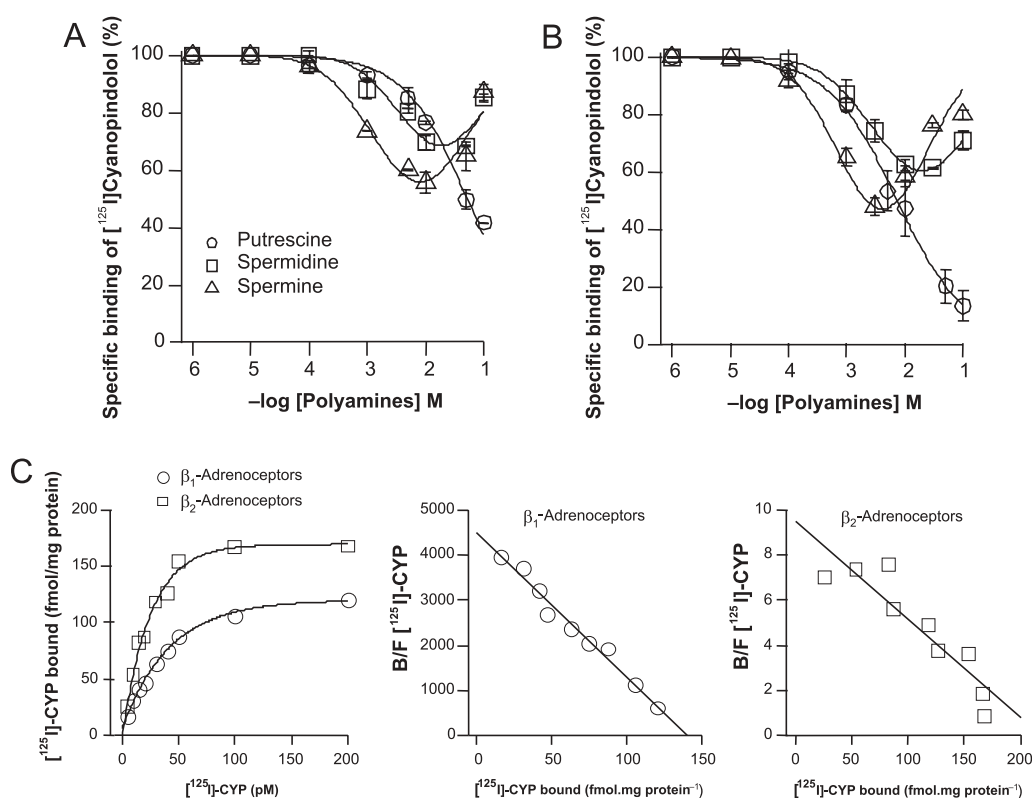 A
Specific binding of [¹²⁵I]Cyanopindolol (%)
100
80
60
40
20
0
Putrescine
Spermidine
Spermine
6 5 4 3 2 1
–log [Polyamines] M
B
Specific binding of [¹²⁵I]Cyanopindolol (%)
100
80
60
40
20
0
6 5 4 3 2 1
–log [Polyamines] M
C
β₁-Adrenoceptors
β₂-Adrenoceptors
[¹²⁵I]-CYP bound (fmol/mg protein)
200
150
100
50
0
0 50 100 150 200
[¹²⁵I]-CYP (pM)
β₁-Adrenoceptors
B/F [¹²⁵I]-CYP
5000
4000
3000
2000
1000
0
0 50 100 150
[¹²⁵I]-CYP bound (fmol.mg protein⁻¹)
β₂-Adrenoceptors
B/F [¹²⁵I]-CYP
10
8
6
4
2
0
0 50 100 150 200
[¹²⁵I]-CYP bound (fmol.mg protein⁻¹)